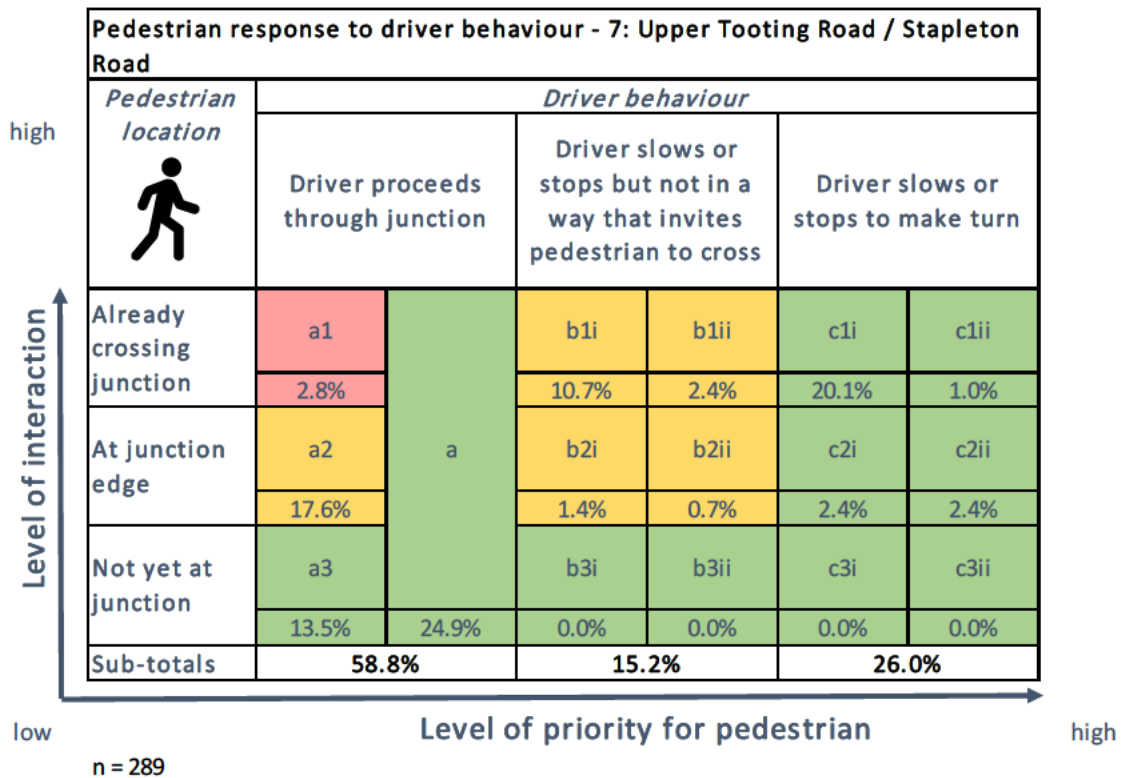 Pedestrian response to driver behaviour - 7: Upper Tooting Road / Stapleton
Road
Pedestrian
location
Driver behaviour
high
Driver proceeds
through junction
Driver slows or
stops but not in a
way that invites
pedestrian to cross
Driver slows or
stops to make turn
Level of interaction
Already
crossing
junction
a1
b1i
b1ii
c1i
c1ii
2.8%
10.7%
2.4%
20.1%
1.0%
At junction
edge
a2
a
b2i
b2ii
c2i
c2ii
17.6%
1.4%
0.7%
2.4%
2.4%
Not yet at
junction
a3
b3i
b3ii
c3i
c3ii
13.5%
24.9%
0.0%
0.0%
0.0%
0.0%
Sub-totals
58.8%
15.2%
26.0%
low
Level of priority for pedestrian
high
n = 289